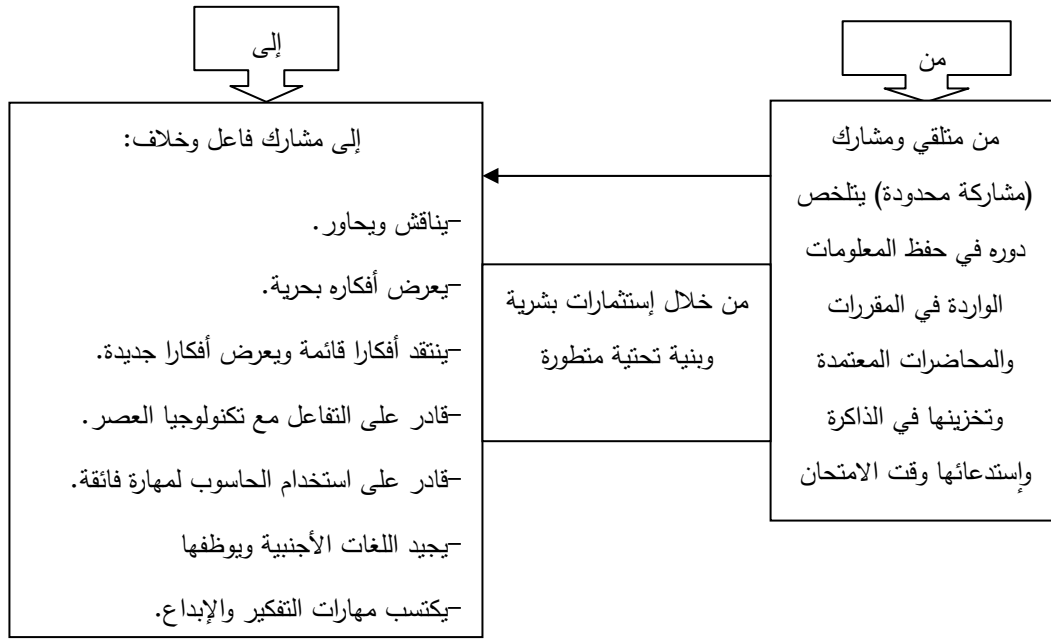 من
من متلقي ومشارك
(مشاركة محدودة) يتلخص
دوره في حفظ المعلومات
الواردة في المقررات
والمحاضرات المعتمدة
وتخزينها في الذاكرة
وإستدعائها وقت الامتحان
من خلال إستثمارات بشرية
وبنية تحتية متطورة
إلى
إلى مشارك فاعل وخلاف:
-يناقش ويحاور.
-يعرض أفكاره بحرية.
-ينتقد أفكارا قائمة ويعرض أفكارا جديدة.
-قادر على التفاعل مع تكنولوجيا العصر.
-قادر على استخدام الحاسوب لمهارة فائقة.
-يجيد اللغات الأجنبية ويوظفها
-يكتسب مهارات التفكير والإبداع.